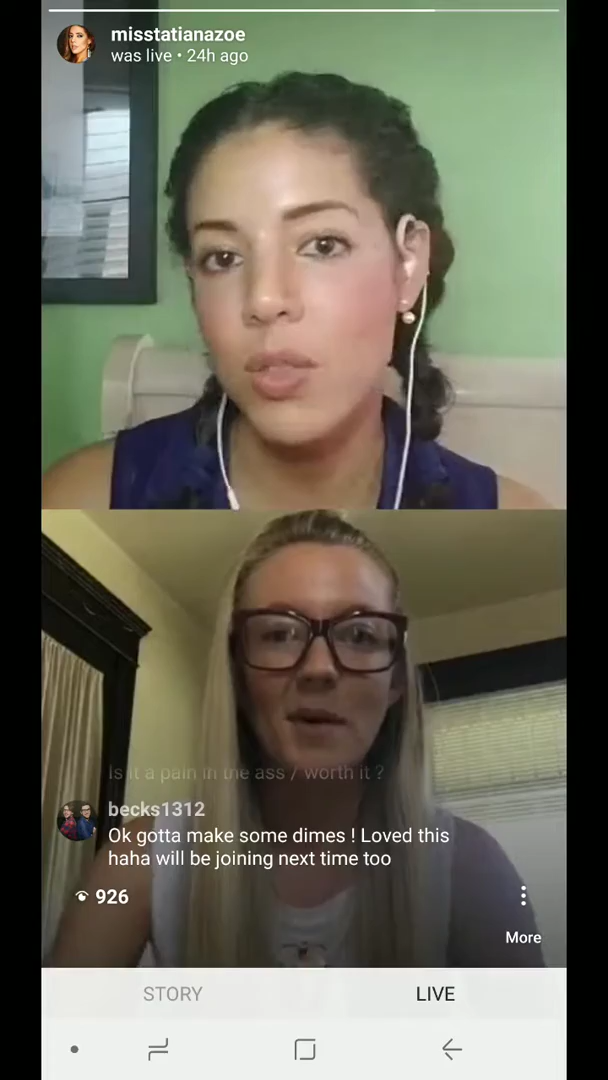 misstatianazoe
was live • 24h ago
Is it a pain in the ass / worth it ?
becks1312
Ok gotta make some dimes ! Loved this
haha will be joining next time too
926
More
STORY
LIVE